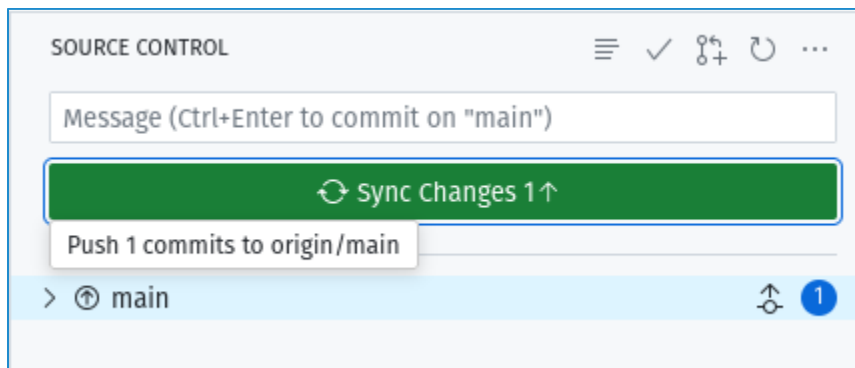 SOURCE CONTROL
Message (Ctrl+Enter to commit on "main")
Sync Changes 1↑
Push 1 commits to origin/main
main
1